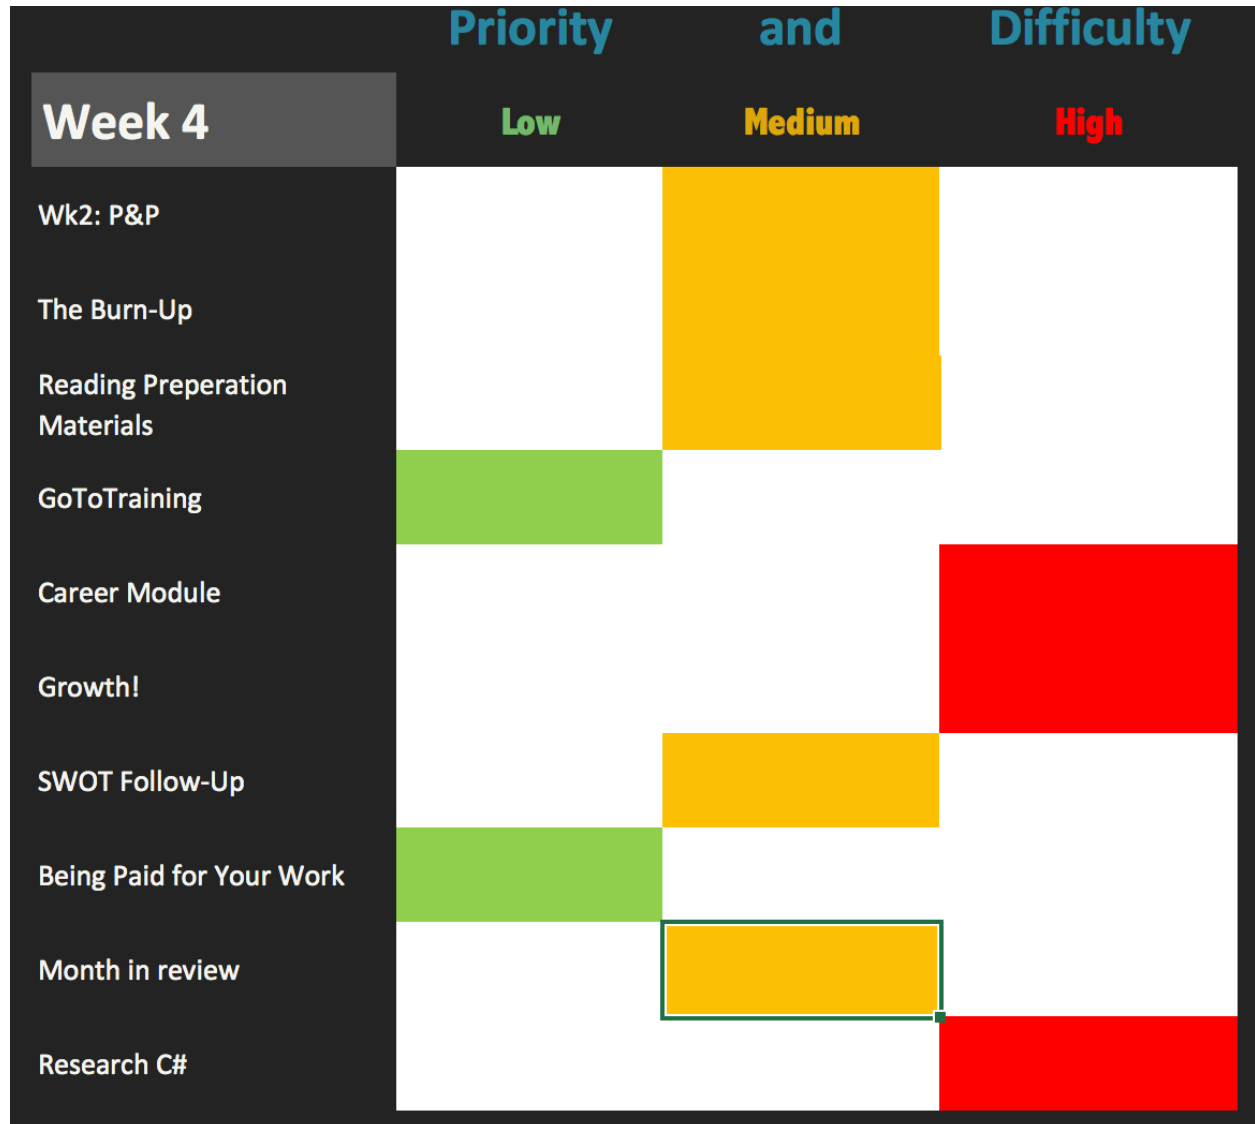 Priority and Difficulty
Week 4 Low Medium High
Wk2: P&P
The Burn-Up
Reading Preperation
Materials
GoToTraining
Career Module
Growth!
SWOT Follow-Up
Being Paid for Your Work
Month in review
Research C#